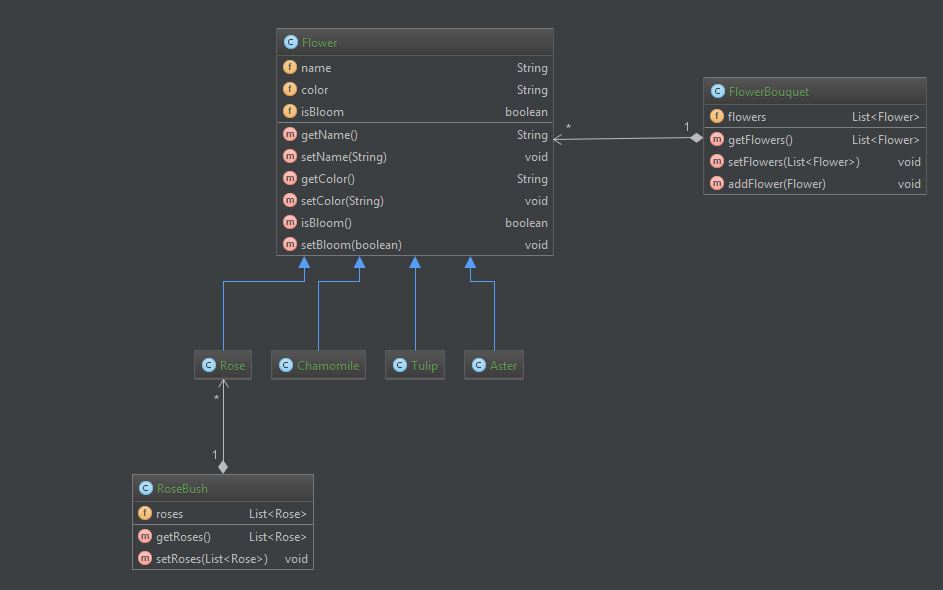 C Flower
f name String
f color String
f isBloom boolean
m getName() String
m setName(String) void
m getColor() String
m setColor(String) void
m isBloom() boolean
m setBloom(boolean) void
* 1
C FlowerBouquet
f flowers List<Flower>
m getFlowers() List<Flower>
m setFlowers(List<Flower>) void
m addFlower(Flower) void
C Rose
C Chamomile
C Tulip
C Aster
*
1
C RoseBush
f roses List<Rose>
m getRoses() List<Rose>
m setRoses(List<Rose>) void